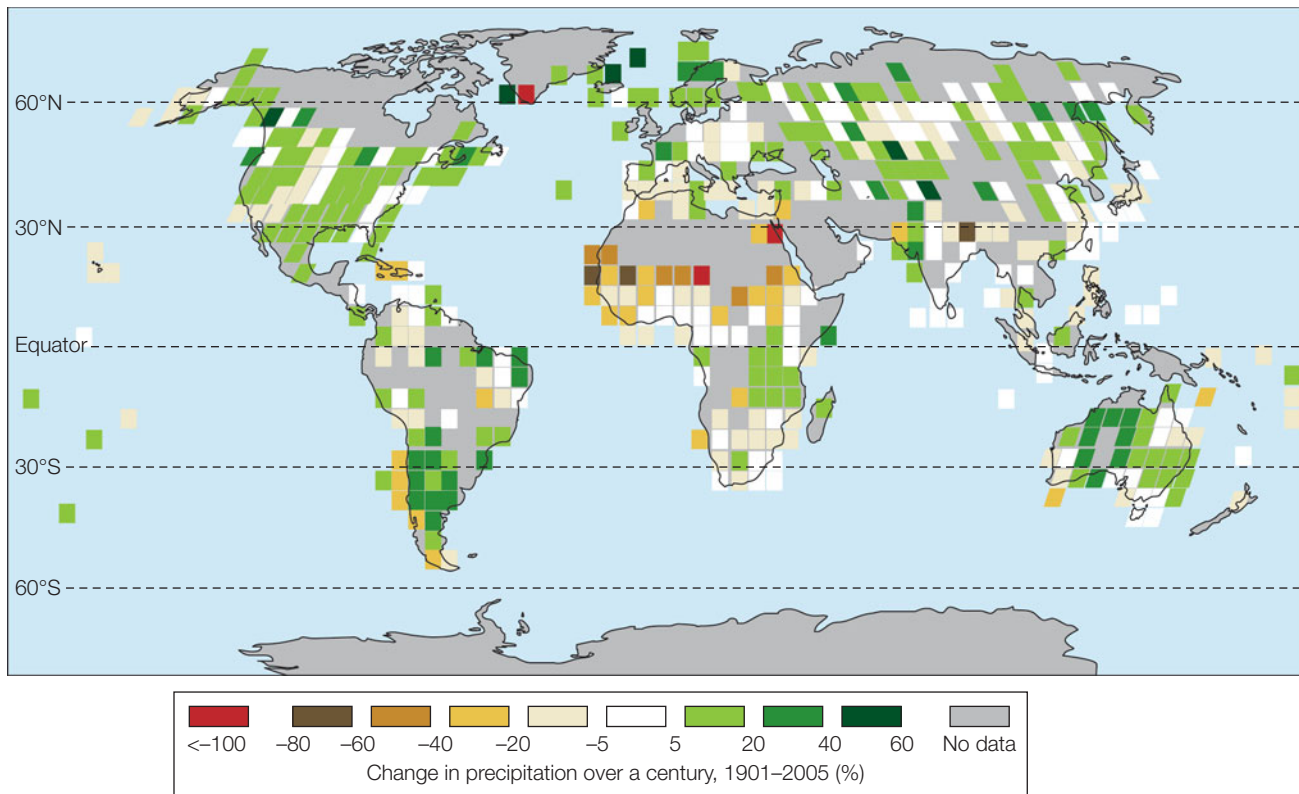 60°N
30°N
Equator
30°S
60°S
<–100 –80 –60 –40 –20 –5 5 20 40 60 No data
Change in precipitation over a century, 1901–2005 (%)